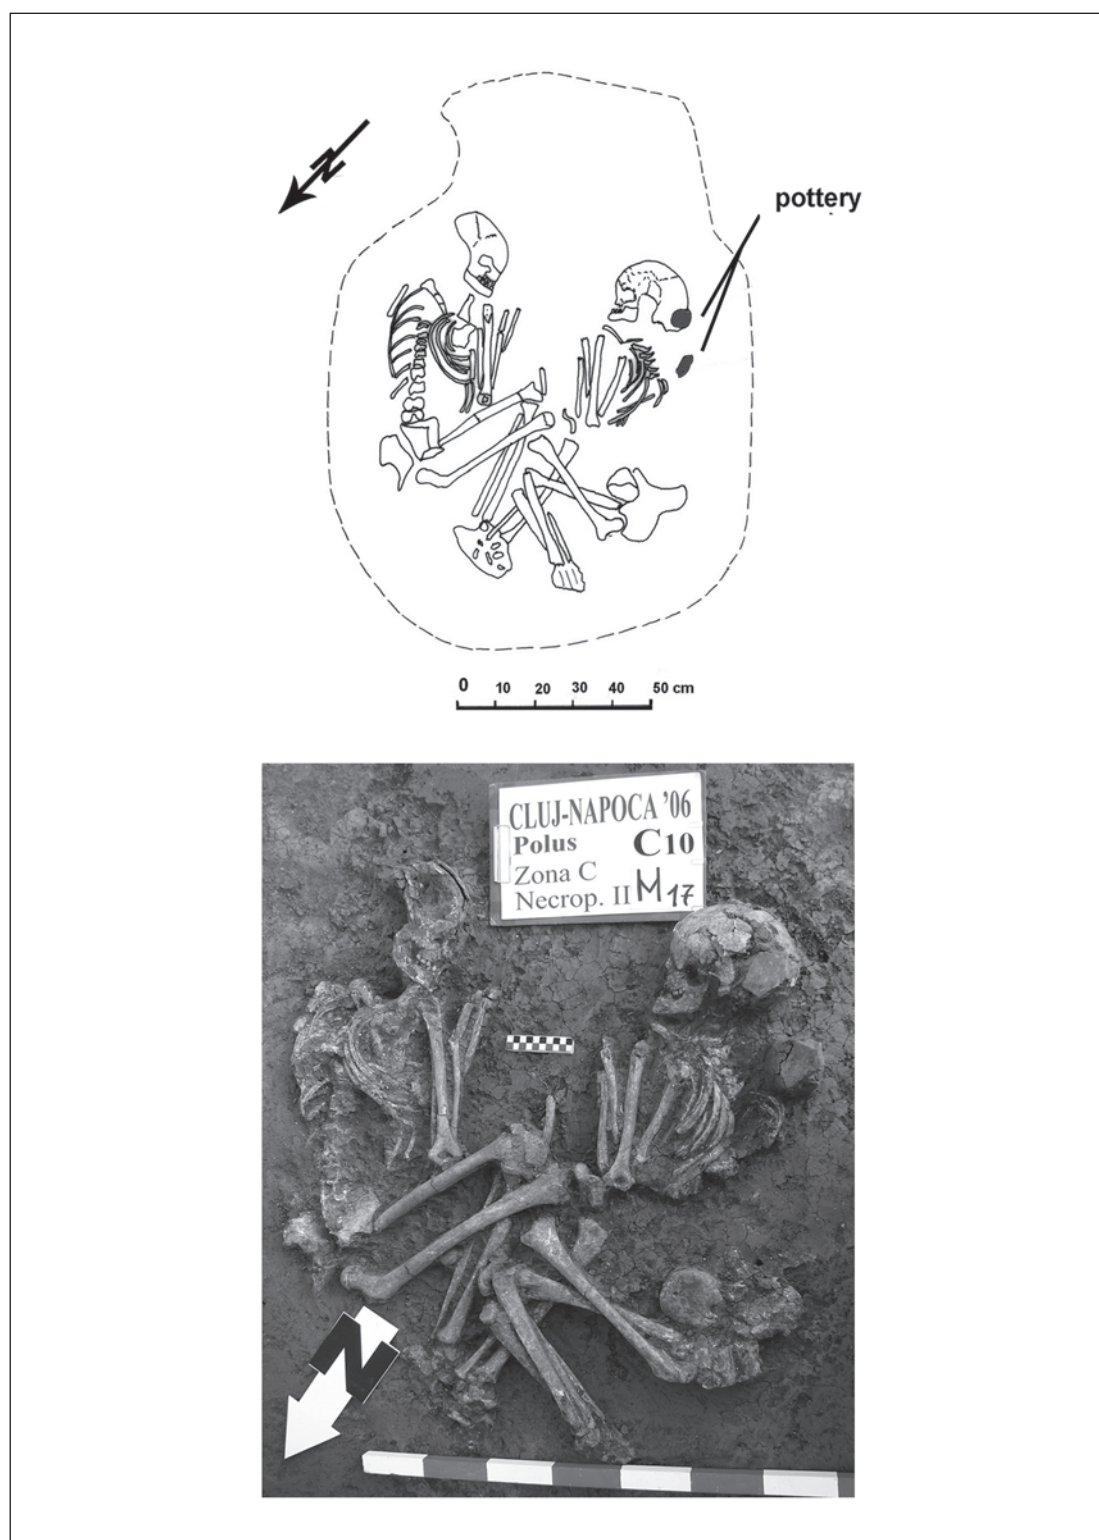 N
pottery
0 10 20 30 40 50 cm
CLUJ-NAPOCA '06
Polus C10
Zona C
Necrop. II M17
N